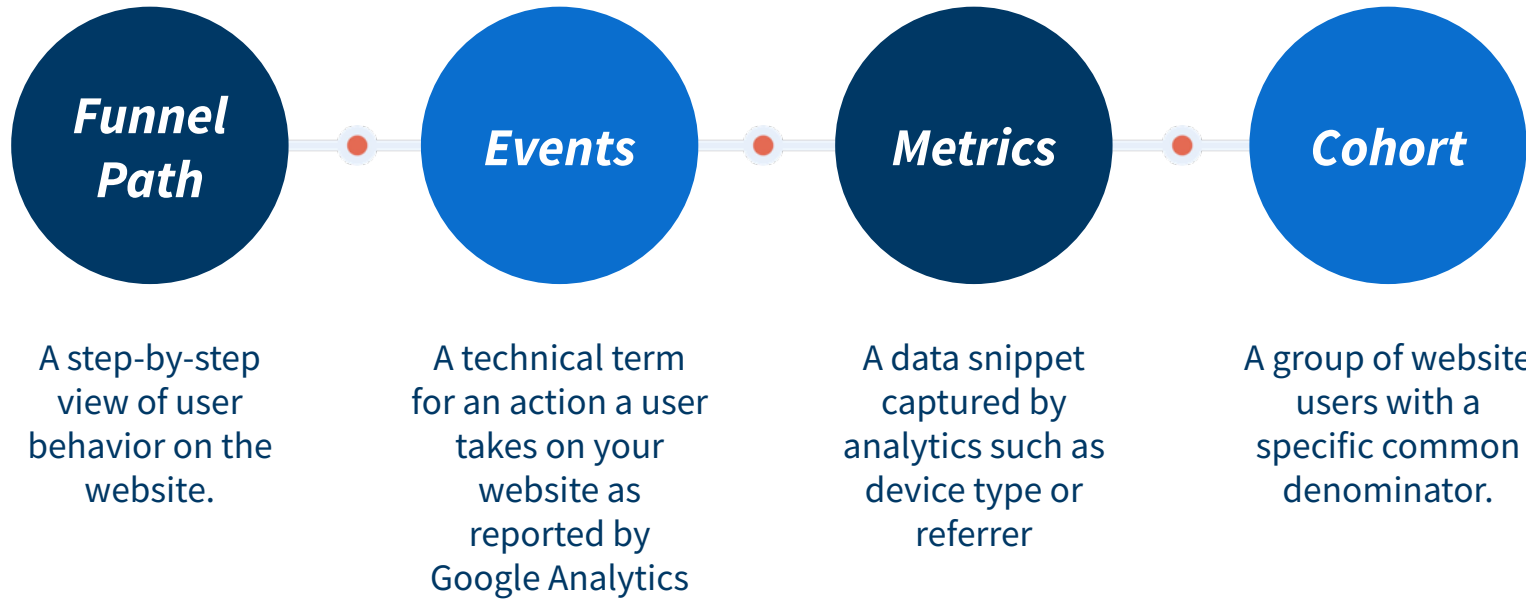 Funnel
Path
Events
Metrics
Cohort
A step-by-step
view of user
behavior on the
website.
A technical term
for an action a user
takes on your
website as
reported by
Google Analytics
A data snippet
captured by
analytics such as
device type or
referrer
A group of website
users with a
specific common
denominator.